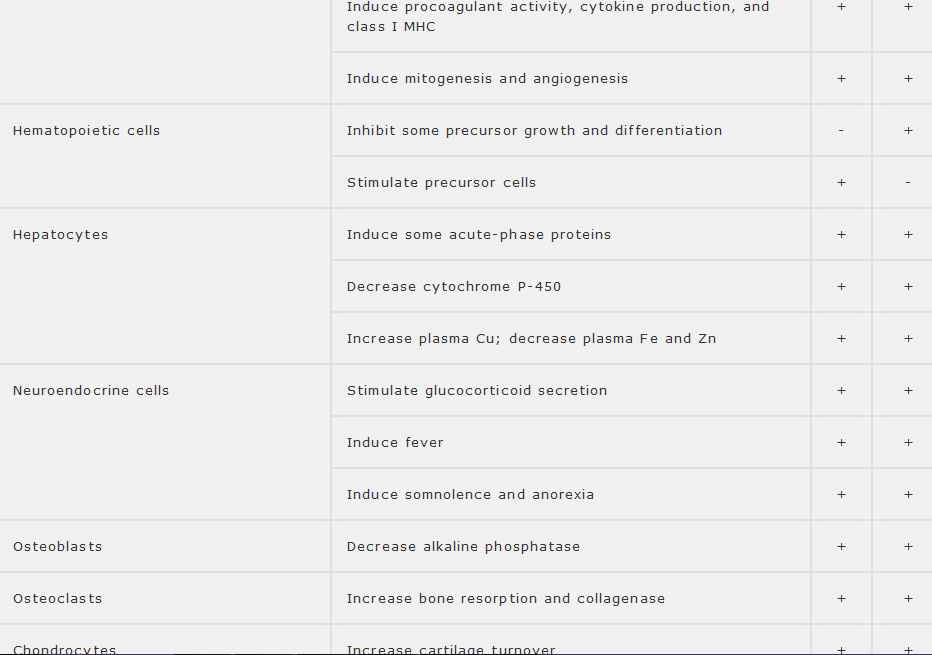 Induce procoagulant activity, cytokine production, and + +
class I MHC
Induce mitogenesis and angiogenesis + +
Hematopoietic cells Inhibit some precursor growth and differentiation - +
Stimulate precursor cells + -
Hepatocytes Induce some acute-phase proteins + +
Decrease cytochrome P-450 + +
Increase plasma Cu; decrease plasma Fe and Zn + +
Neuroendocrine cells Stimulate glucocorticoid secretion + +
Induce fever + +
Induce somnolence and anorexia + +
Osteoblasts Decrease alkaline phosphatase + +
Osteoclasts Increase bone resorption and collagenase + +
Chondrocytes Increase cartilage turnover + +